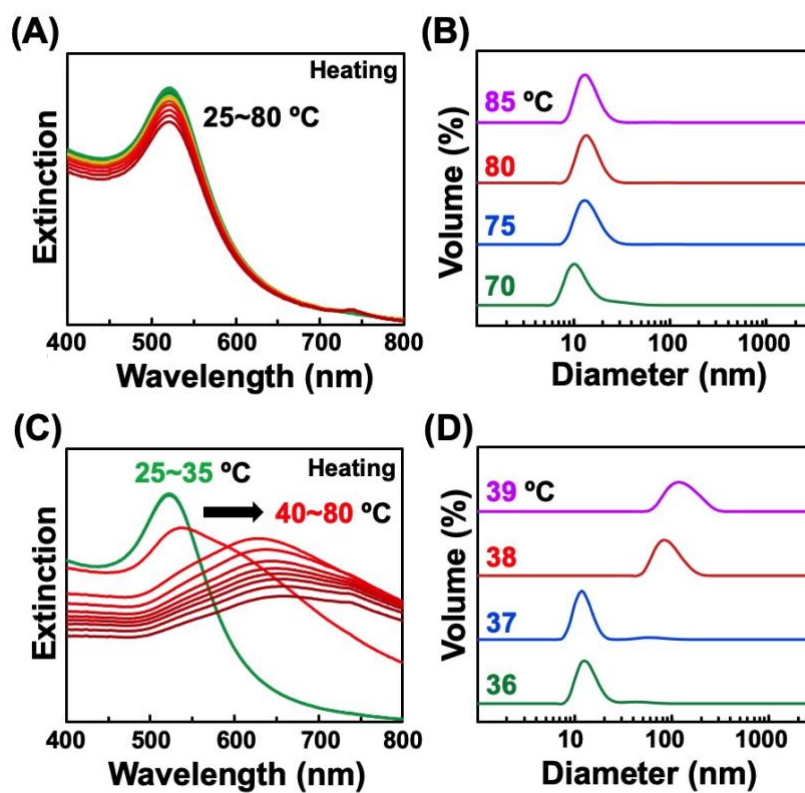 (A)
Heating
25~80 ºC
Extinction
400 500 600 700 800
Wavelength (nm)
(B)
85 ºC
80
75
70
Volume (%)
10 100 1000
Diameter (nm)
(C)
25~35 ºC
Heating
40~80 ºC
Extinction
400 500 600 700 800
Wavelength (nm)
(D)
39 ºC
38
37
36
Volume (%)
10 100 1000
Diameter (nm)